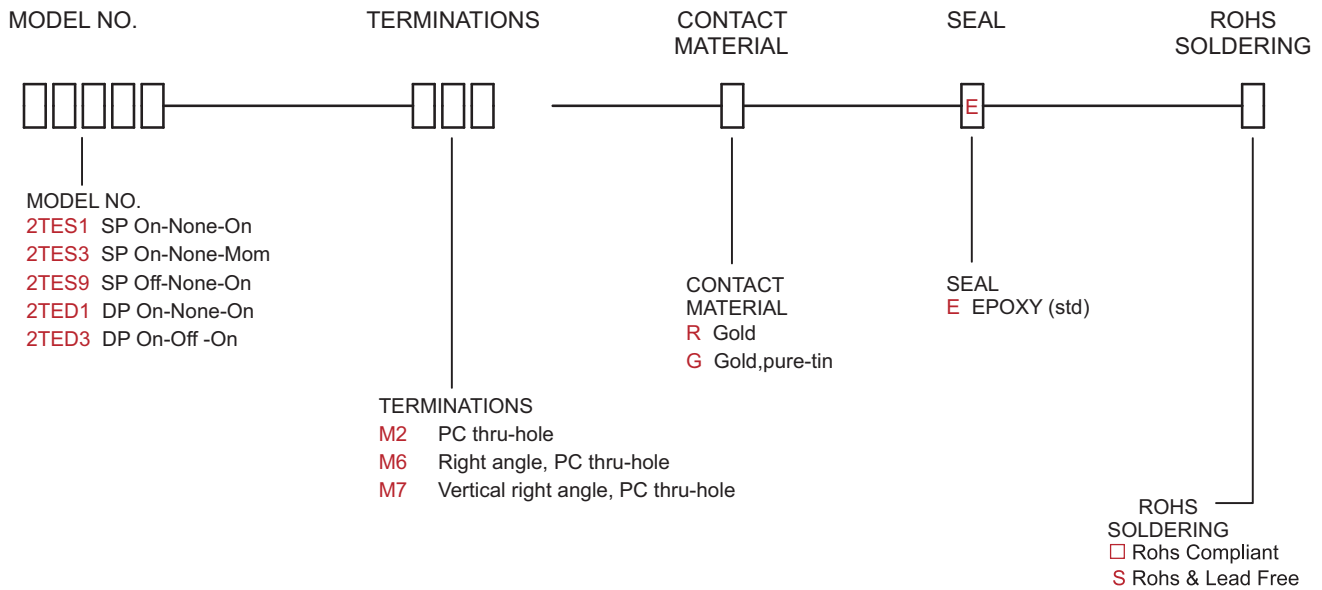 MODEL NO.
TERMINATIONS
CONTACT
MATERIAL
SEAL
ROHS
SOLDERING
E
MODEL NO.
2TES1 SP On-None-On
2TES3 SP On-None-Mom
2TES9 SP Off-None-On
2TED1 DP On-None-On
2TED3 DP On-Off -On
TERMINATIONS
M2 PC thru-hole
M6 Right angle, PC thru-hole
M7 Vertical right angle, PC thru-hole
CONTACT
MATERIAL
R Gold
G Gold,pure-tin
SEAL
E EPOXY (std)
ROHS
SOLDERING
□ Rohs Compliant
S Rohs & Lead Free